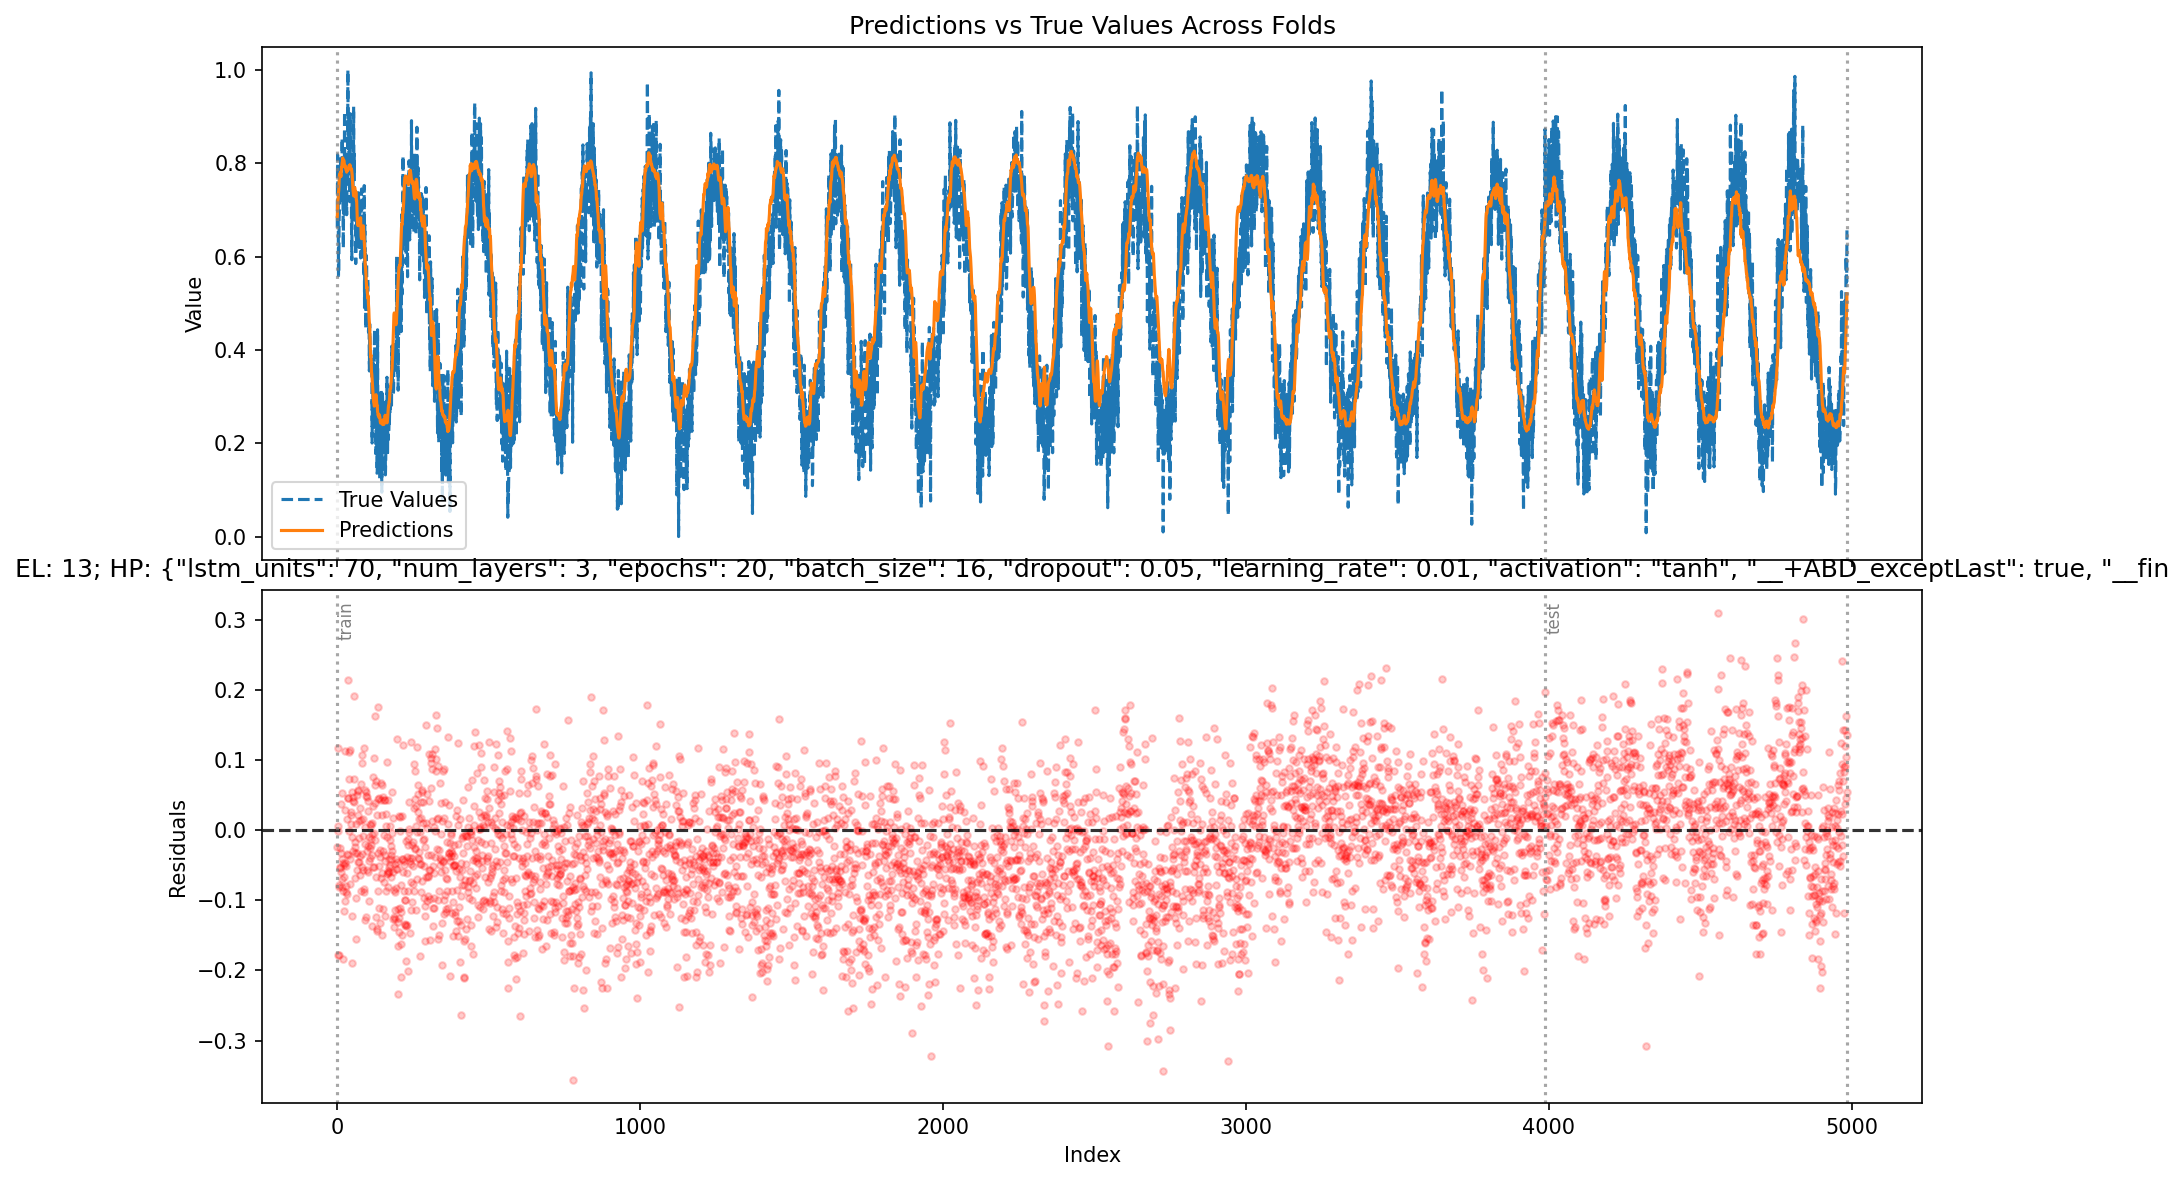 Predictions vs True Values Across Folds
1.0
0.8
0.6
0.4
0.2
0.0
Value
True Values
Predictions
EL: 13; HP: {"lstm_units": 70, "num_layers": 3, "epochs": 20, "batch_size": 16, "dropout": 0.05, "learning_rate": 0.01, "activation": "tanh", "__+ABD_exceptLast": true, "__fin
train
test
0.3
0.2
0.1
0.0
−0.1
−0.2
−0.3
Residuals
0
1000
2000
3000
4000
5000
Index